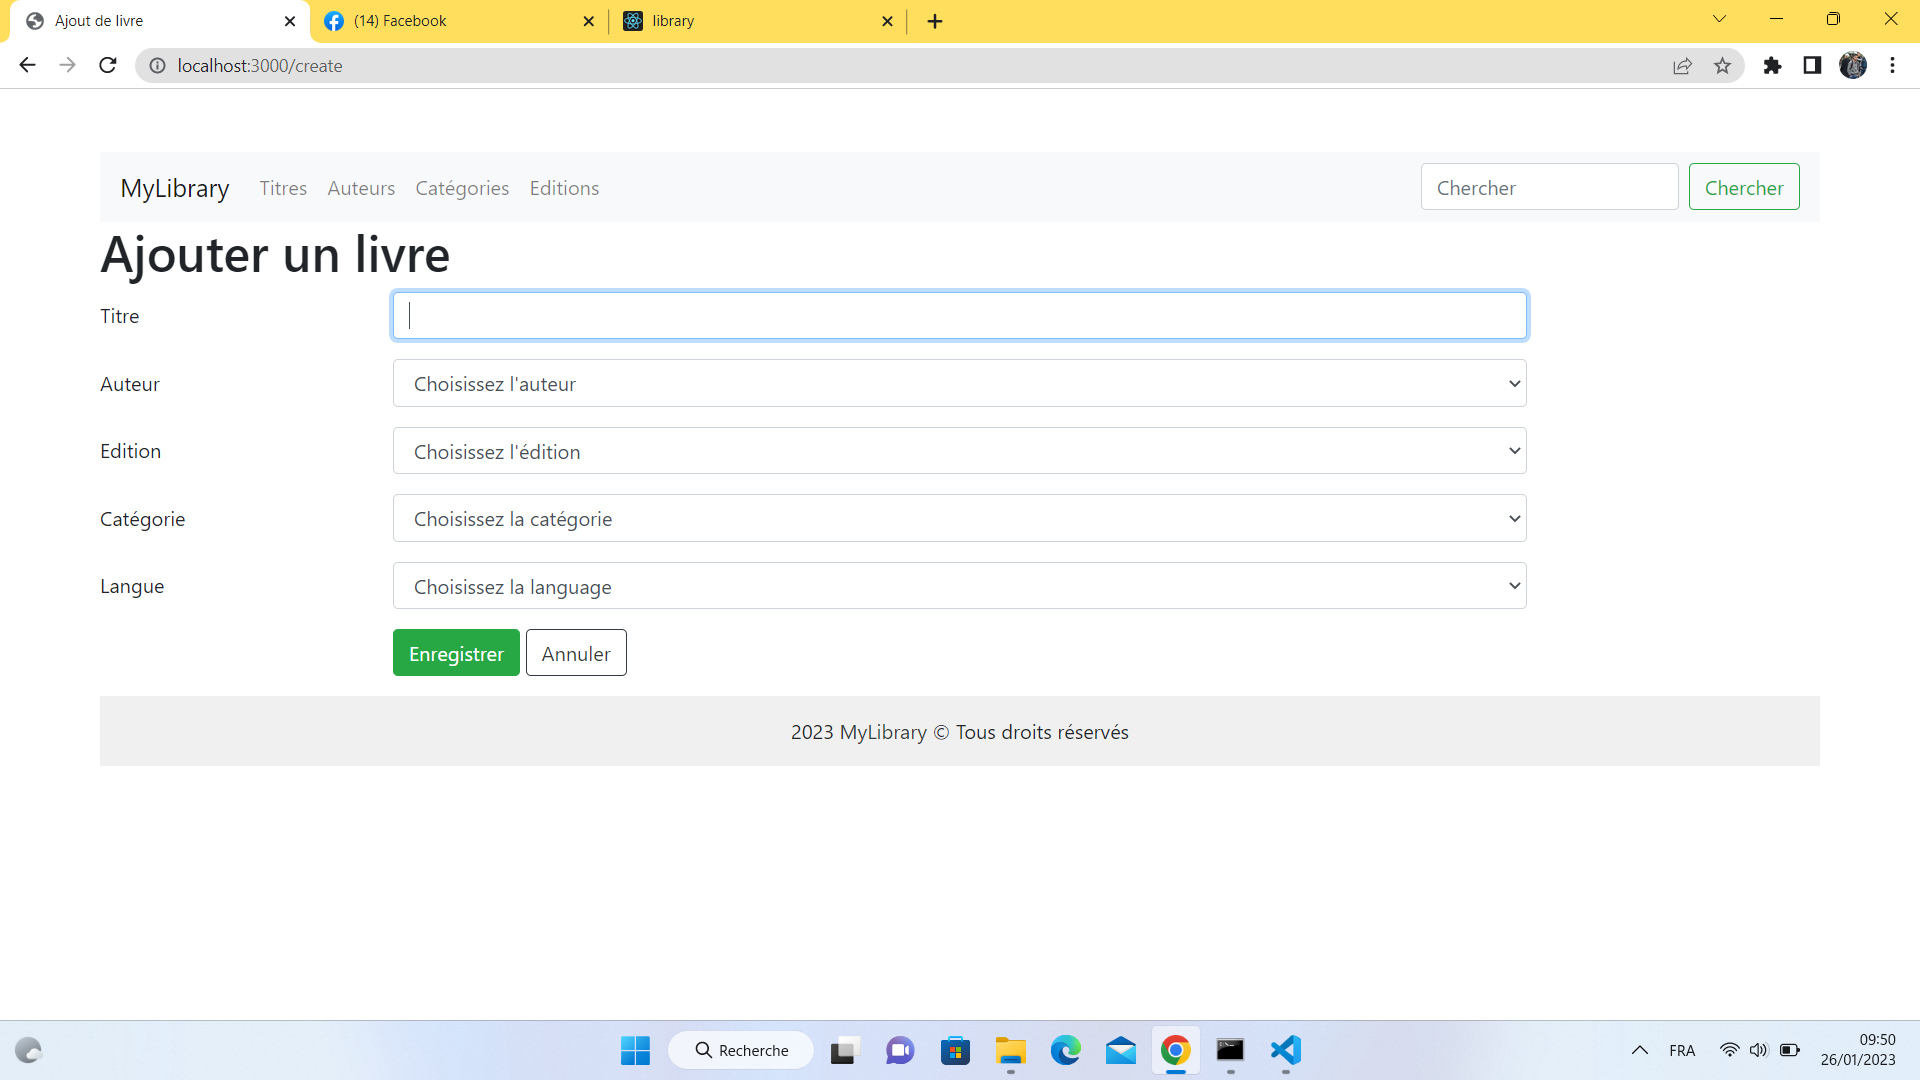 Ajout de livre
(14) Facebook
library
localhost:3000/create
MyLibrary Titres Auteurs Catégories Editions Chercher Chercher
Ajouter un livre
Titre
Auteur Choisissez l'auteur
Edition Choisissez l'édition
Catégorie Choisissez la catégorie
Langue Choisissez la language
Enregistrer Annuler
2023 MyLibrary © Tous droits réservés
Recherche
FRA
09:50
26/01/2023